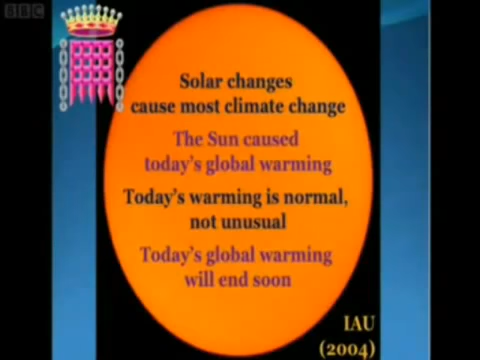 BBC
Solar changes
cause most climate change
The Sun caused
today's global warming
Today's warming is normal,
not unusual
Today's global warming
will end soon
IAU
(2004)